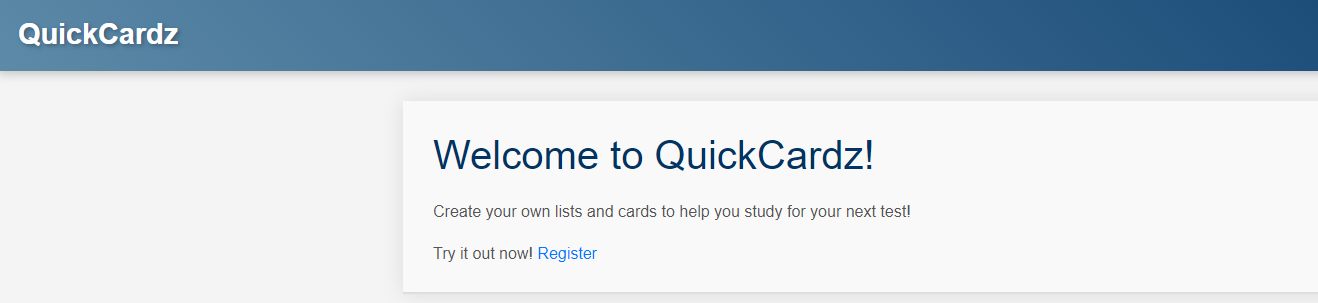 QuickCardz
Welcome to QuickCardz!
Create your own lists and cards to help you study for your next test!
Try it out now! Register